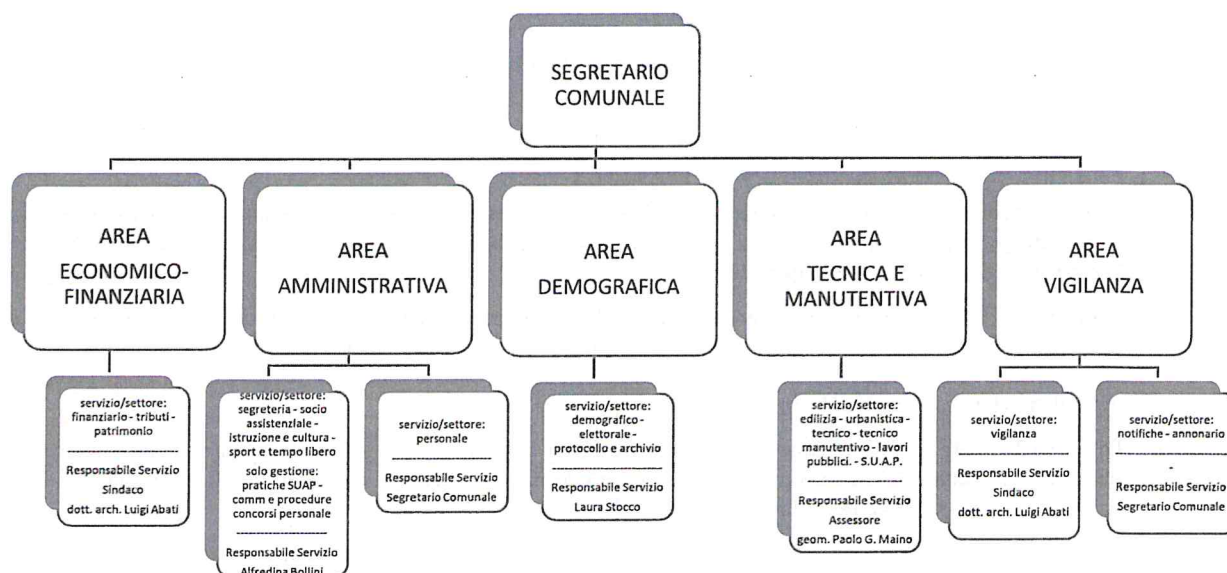 SEGRETARIO
COMUNALE
AREA
ECONOMICO-
FINANZIARIA
AREA
AMMINISTRATIVA
AREA
DEMOGRAFICA
AREA
TECNICA E
MANUTENTIVA
AREA
VIGILANZA
servizio/settore:
finanziario - tributi -
patrimonio
------------------------
Responsabile Servizio
Sindaco
dott. arch. Luigi Abati
servizio/settore:
segreteria - socio
assistenziale -
istruzione e cultura -
sport e tempo libero
solo gestione:
pratiche SUAP -
comm e procedure
concorsi personale
------------------------
Responsabile Servizio
Alfredina Bollini
servizio/settore:
personale
------------------------
Responsabile Servizio
Segretario Comunale
servizio/settore:
demografico -
elettorale -
protocollo e archivio
------------------------
Responsabile Servizio
Laura Stocco
servizio/settore:
edilizia - urbanistica -
tecnico - tecnico
manutentivo - lavori
pubblici. - S.U.A.P.
------------------------
Responsabile Servizio
Assessore
geom. Paolo G. Maino
servizio/settore:
vigilanza
------------------------
Responsabile Servizio
Sindaco
dott. arch. Luigi Abati
servizio/settore:
notifiche - annonario
------------------------
-
Responsabile Servizio
Segretario Comunale